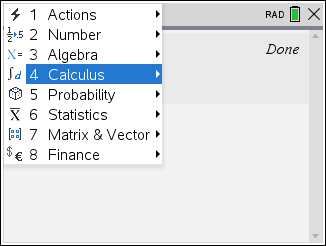 1 Actions
RAD
2 Number
3 Algebra
Done
4 Calculus
5 Probability
6 Statistics
7 Matrix & Vector
8 Finance